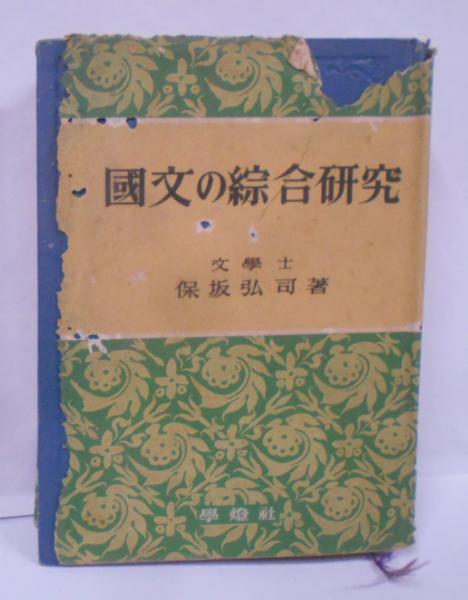 國文の綜合研究
文學士
保坂弘司著
學燈社